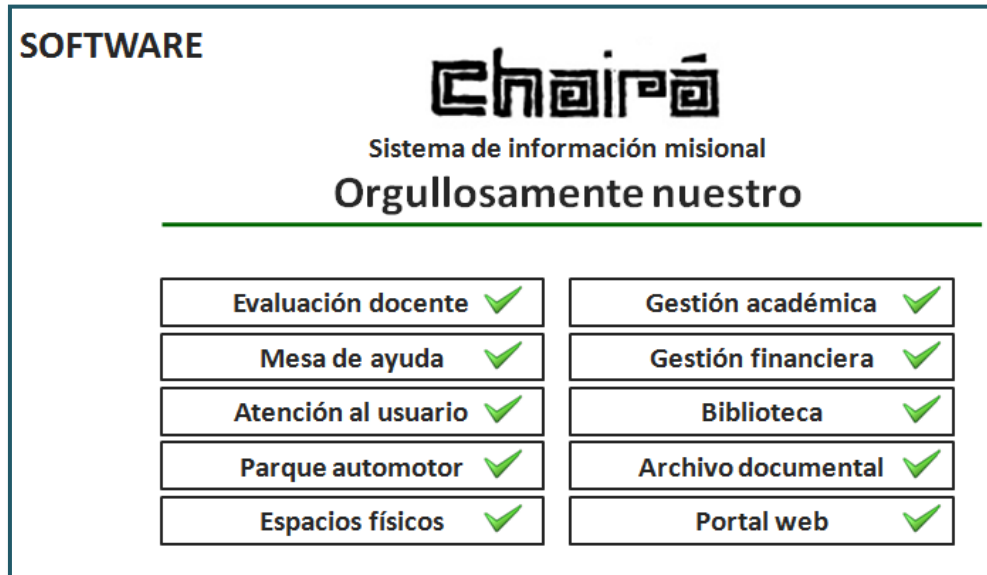 SOFTWARE
Chairá
Sistema de información misional
Orgullosamente nuestro
Evaluación docente
Gestión académica
Mesa de ayuda
Gestión financiera
Atención al usuario
Biblioteca
Parque automotor
Archivo documental
Espacios físicos
Portal web